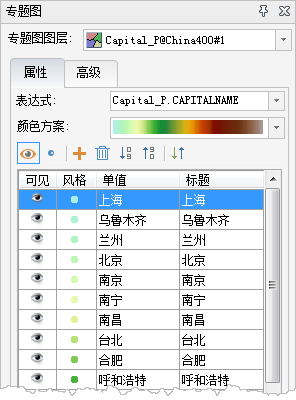 专题图
专题图图层: Capital_P@China400#1
属性 高级
表达式: Capital_P.CAPITALNAME
颜色方案:
可见 风格 单值 标题
上海 上海
乌鲁木齐 乌鲁木齐
兰州 兰州
北京 北京
南京 南京
南宁 南宁
南昌 南昌
台北 台北
合肥 合肥
呼和浩特 呼和浩特